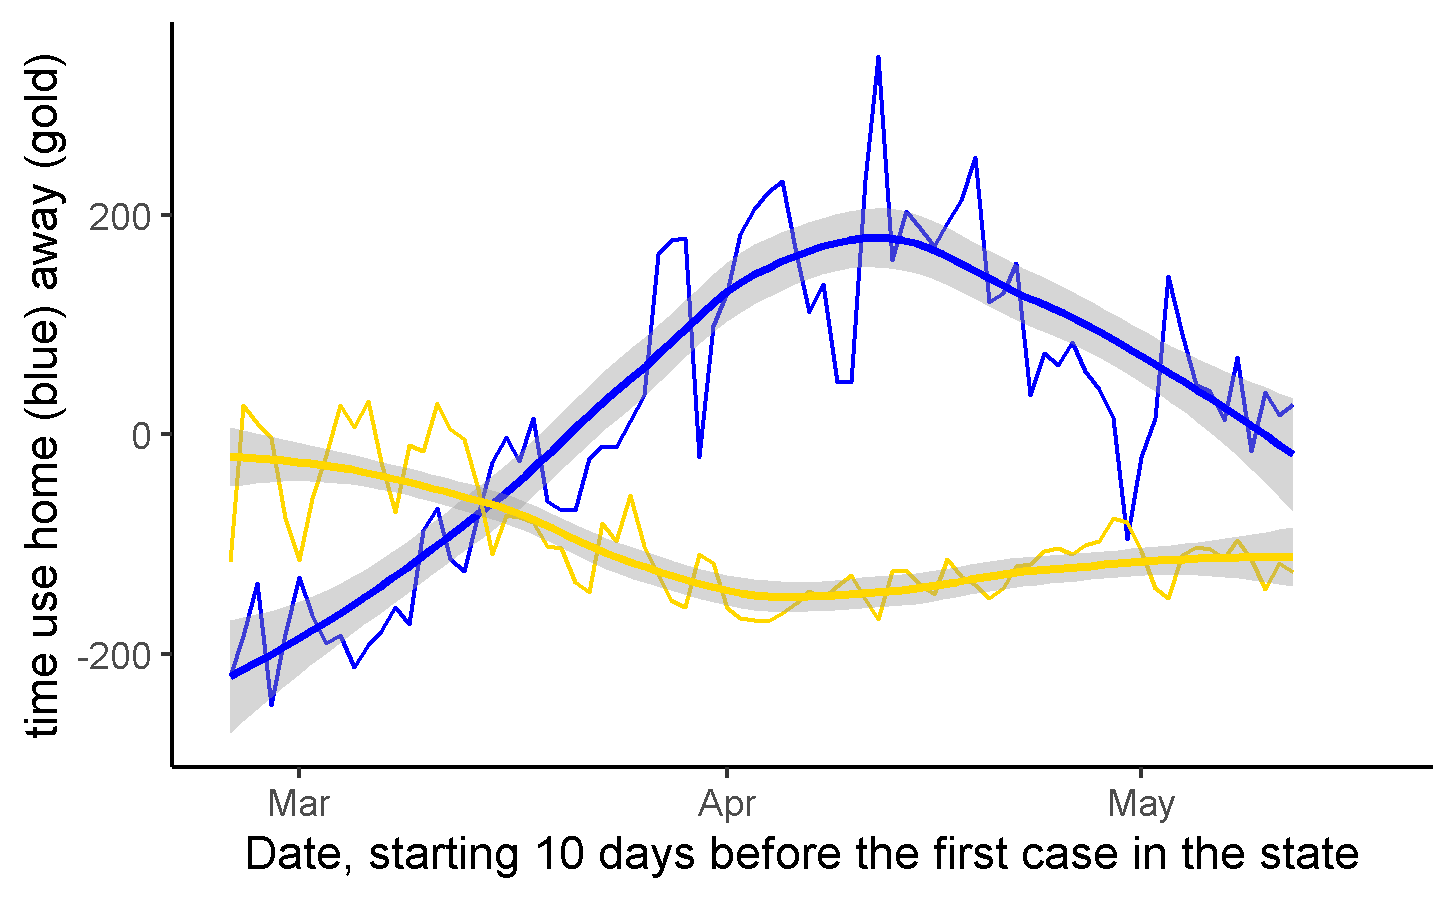 time use home (blue) away (gold)
200
0
-200
Mar
Apr
May
Date, starting 10 days before the first case in the state